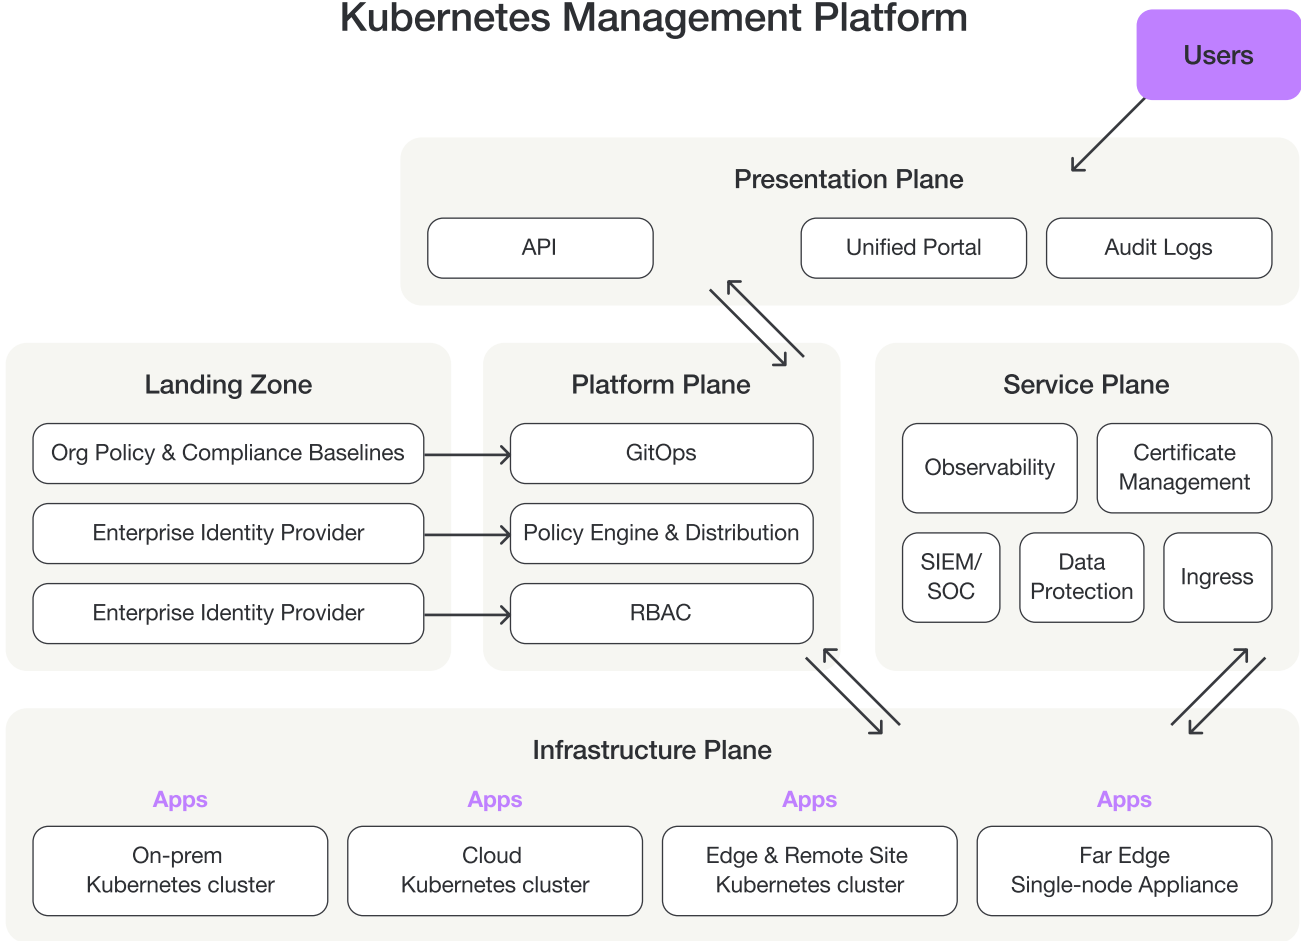 Kubernetes Management Platform
Users
Presentation Plane
API
Unified Portal
Audit Logs
Landing Zone
Org Policy & Compliance Baselines
Enterprise Identity Provider
Enterprise Identity Provider
Platform Plane
GitOps
Policy Engine & Distribution
RBAC
Service Plane
Observability
Certificate
Management
SIEM/
SOC
Data
Protection
Ingress
Infrastructure Plane
Apps
On-prem
Kubernetes cluster
Apps
Cloud
Kubernetes cluster
Apps
Edge & Remote Site
Kubernetes cluster
Apps
Far Edge
Single-node Appliance